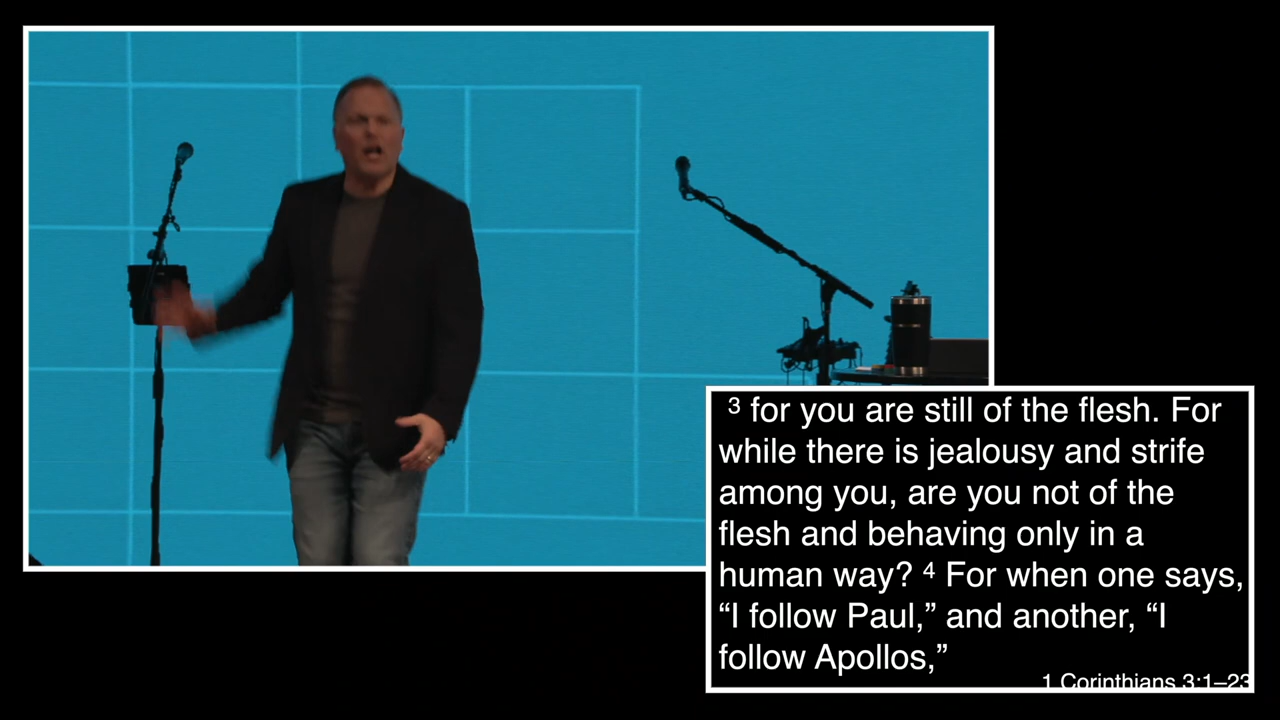 3 for you are still of the flesh. For
while there is jealousy and strife
among you, are you not of the
flesh and behaving only in a
human way? 4 For when one says,
“I follow Paul,” and another, “I
follow Apollos,”
1 Corinthians 3:1–23